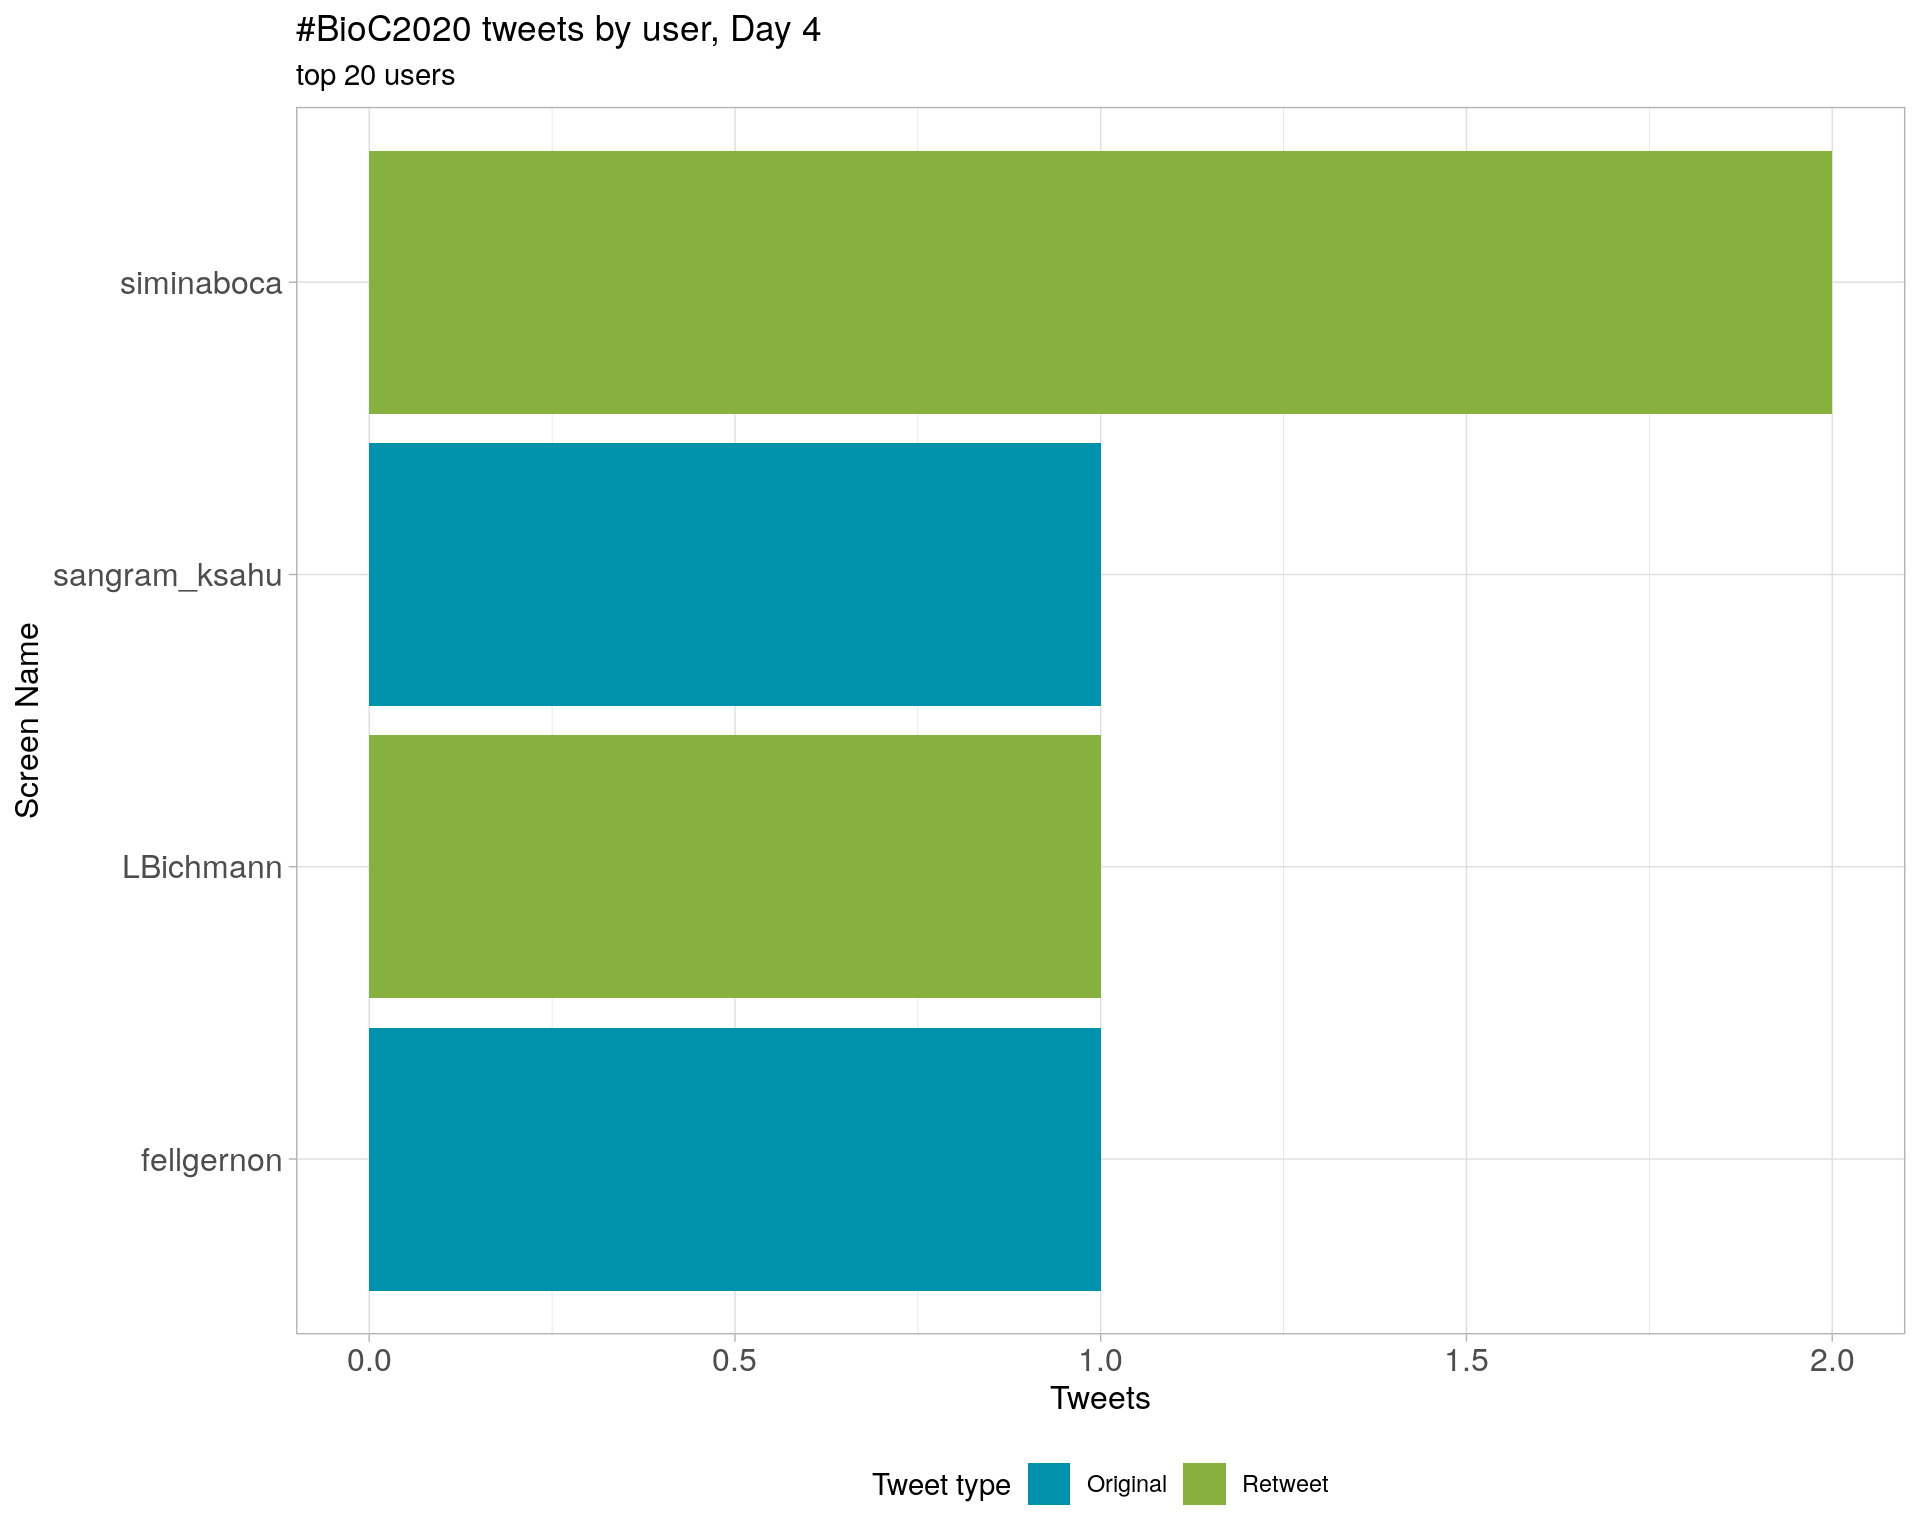 #BioC2020 tweets by user, Day 4
top 20 users
Screen Name
siminaboca
sangram_ksahu
LBichmann
fellgernon
0.0 0.5 1.0 1.5 2.0
Tweets
Tweet type Original Retweet